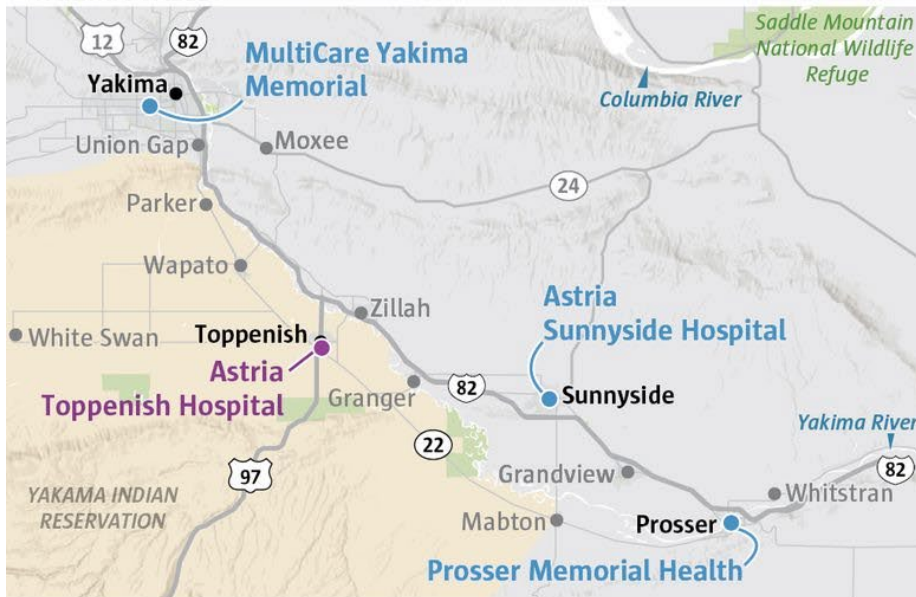 12
82
Saddle Mountain
National Wildlife
Refuge
MultiCare Yakima
Memorial
Yakima
Columbia River
Union Gap
Moxee
24
Parker
Wapato
Zillah
Astria
Sunnyside Hospital
White Swan
Toppenish
Astria
Toppenish Hospital
Granger
82
Sunnyside
22
Yakima River
82
97
Grandview
Whitstran
YAKAMA INDIAN
RESERVATION
Mabton
Prosser
Prosser Memorial Health